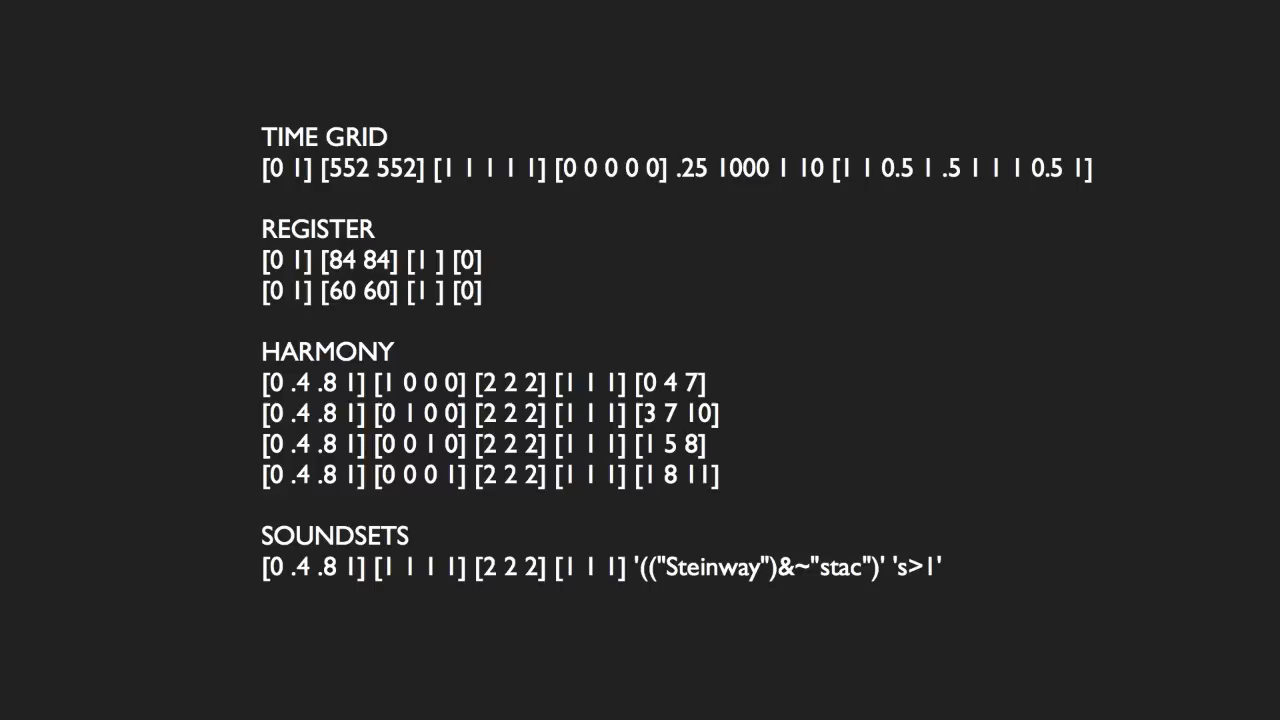 TIME GRID
[0 1] [552 552] [1 1 1 1 1] [0 0 0 0 0] .25 1000 1 10 [1 1 0.5 1 .5 1 1 1 0.5 1]
REGISTER
[0 1] [84 84] [1 ] [0]
[0 1] [60 60] [1 ] [0]
HARMONY
[0 .4 .8 1] [1 0 0 0] [2 2 2] [1 1 1] [0 4 7]
[0 .4 .8 1] [0 1 0 0] [2 2 2] [1 1 1] [3 7 10]
[0 .4 .8 1] [0 0 1 0] [2 2 2] [1 1 1] [1 5 8]
[0 .4 .8 1] [0 0 0 1] [2 2 2] [1 1 1] [1 8 11]
SOUNDSETS
[0 .4 .8 1] [1 1 1 1] [2 2 2] [1 1 1] '(("Steinway")&~"stac")' 's>1'